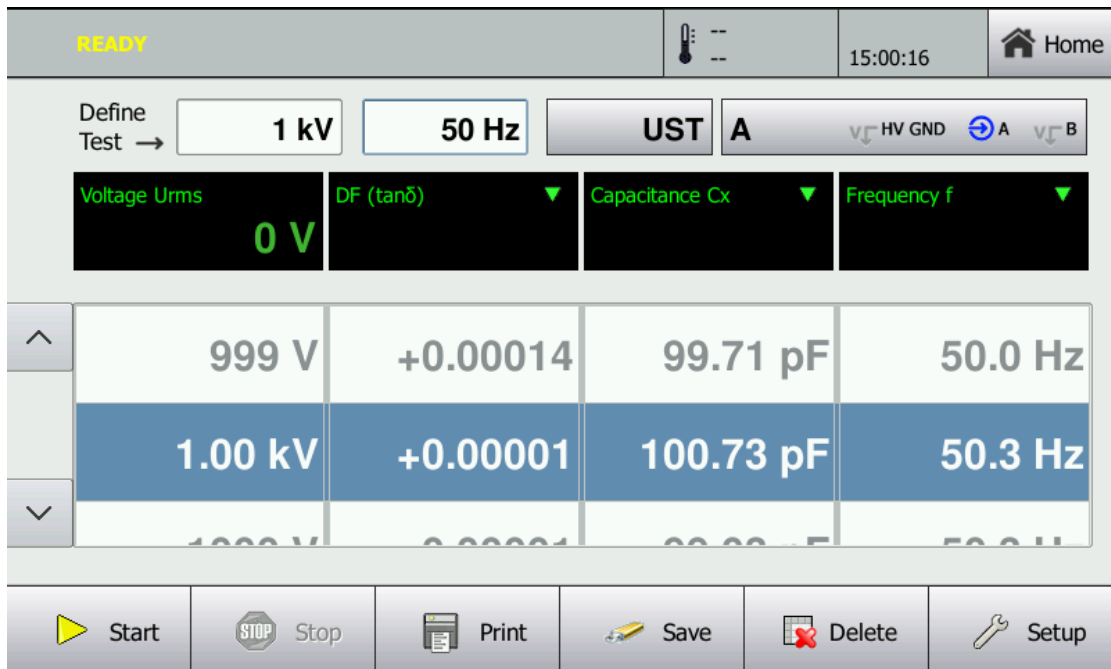 READY -- -- 15:00:16 Home
Define Test → 1 kV 50 Hz UST A HV GND A B
Voltage Urms DF (tanδ) ▼ Capacitance Cx ▼ Frequency f ▼
0 V
999 V +0.00014 99.71 pF 50.0 Hz
1.00 kV +0.00001 100.73 pF 50.3 Hz
Start STOP Stop Print Save Delete Setup